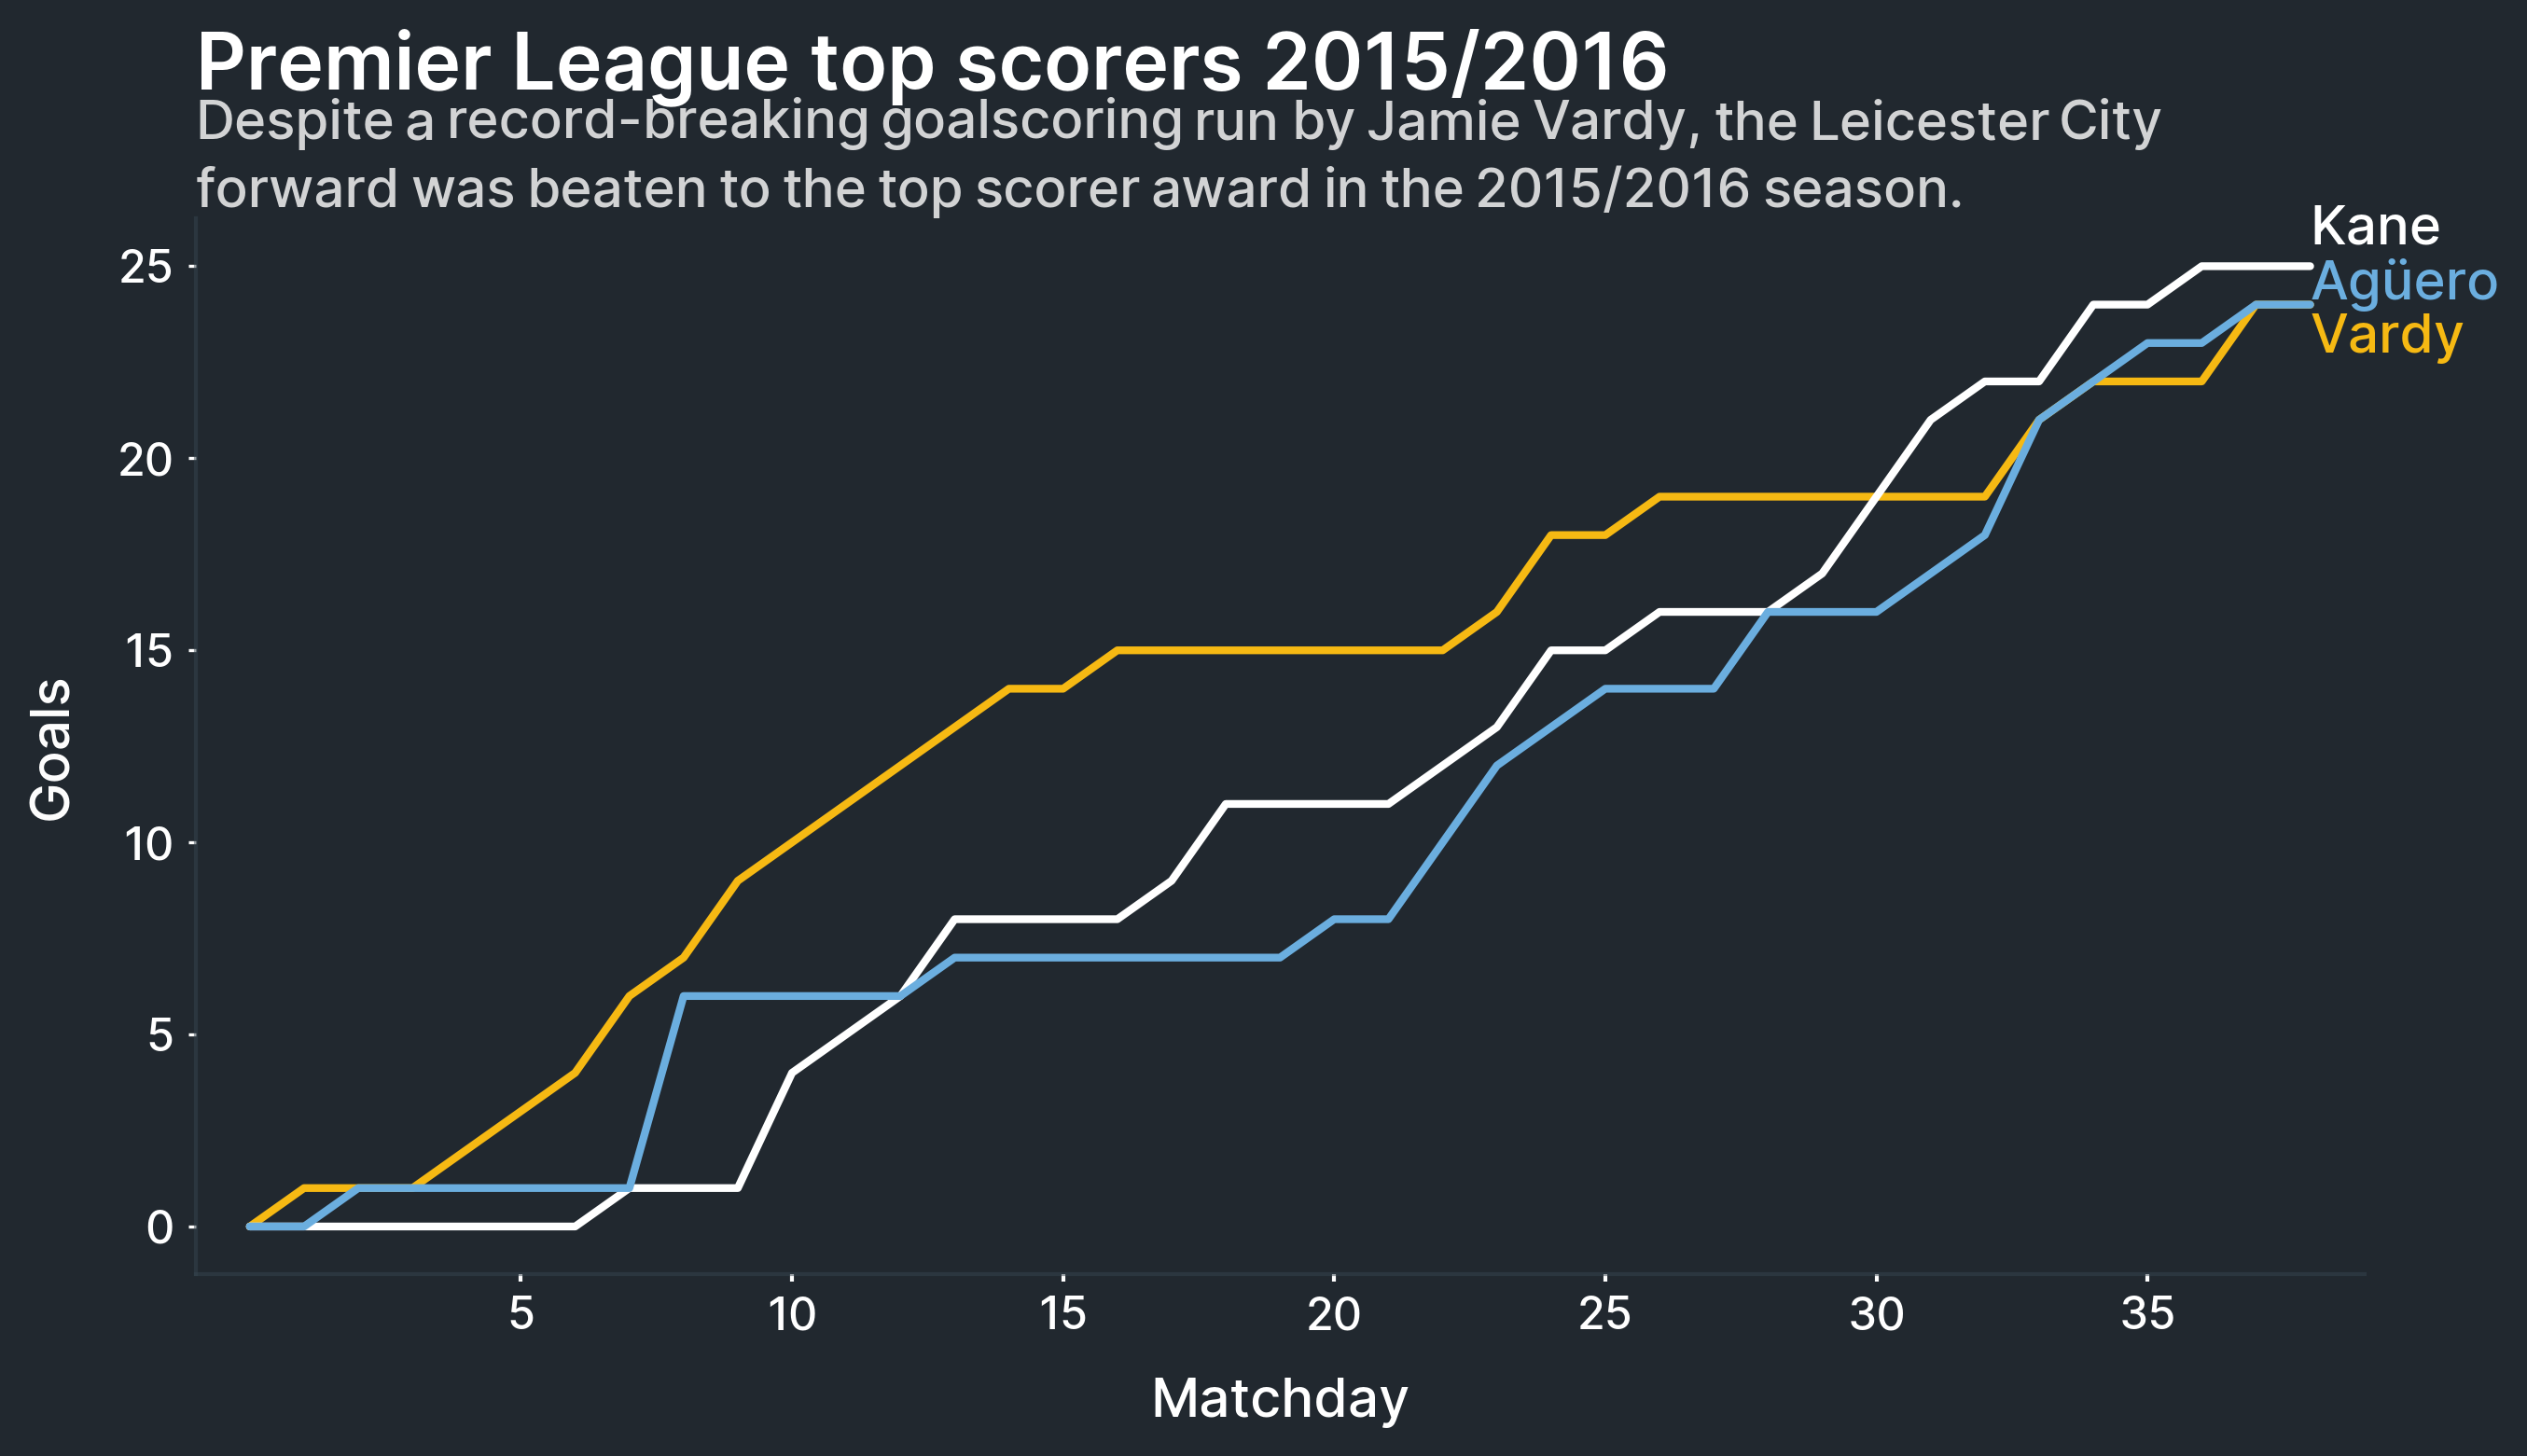 Premier League top scorers 2015/2016
Despite a record-breaking goalscoring run by Jamie Vardy, the Leicester City
forward was beaten to the top scorer award in the 2015/2016 season.
Kane
Agüero
Vardy
25
20
15
10
5
0
Goals
5 10 15 20 25 30 35
Matchday